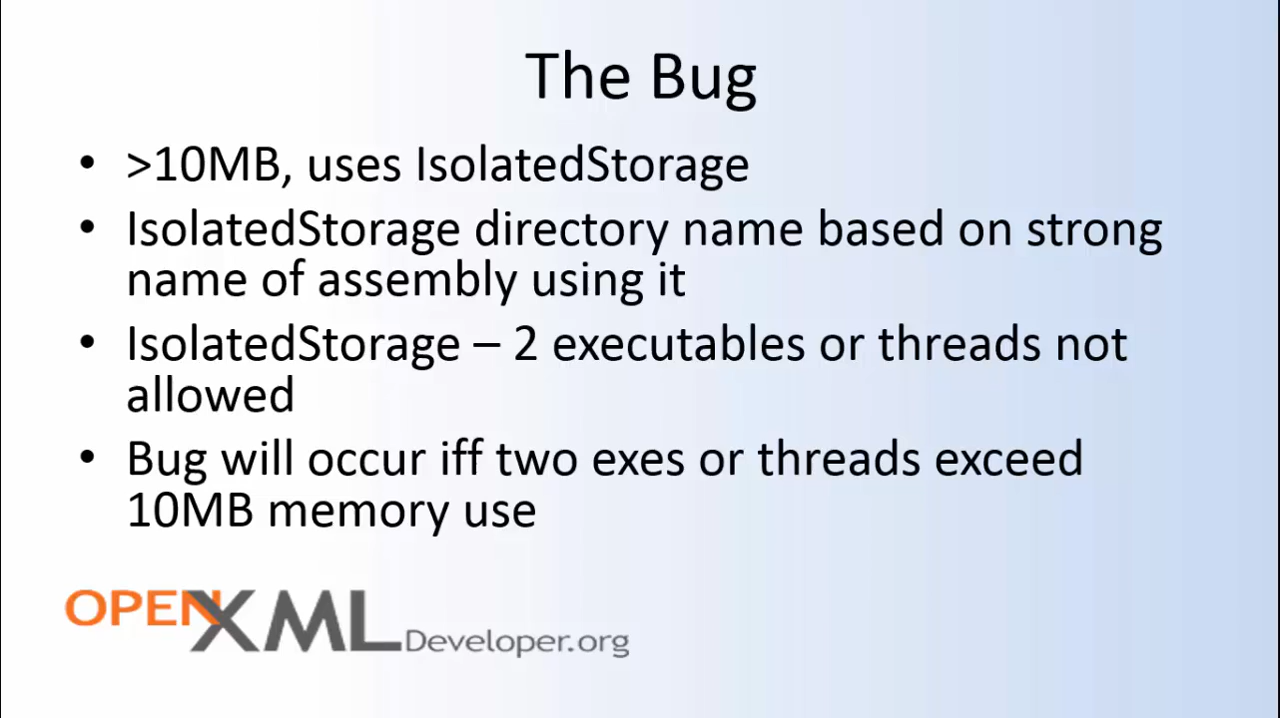 The Bug
• >10MB, uses IsolatedStorage
• IsolatedStorage directory name based on strong
name of assembly using it
• IsolatedStorage – 2 executables or threads not
allowed
• Bug will occur iff two exes or threads exceed
10MB memory use
OPENXMLDeveloper.org